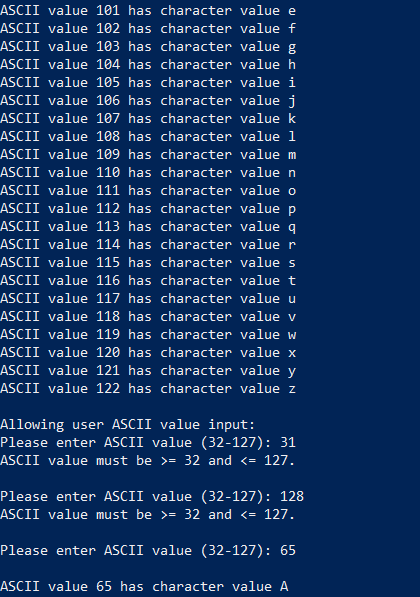 ASCII value 101 has character value e
ASCII value 102 has character value f
ASCII value 103 has character value g
ASCII value 104 has character value h
ASCII value 105 has character value i
ASCII value 106 has character value j
ASCII value 107 has character value k
ASCII value 108 has character value l
ASCII value 109 has character value m
ASCII value 110 has character value n
ASCII value 111 has character value o
ASCII value 112 has character value p
ASCII value 113 has character value q
ASCII value 114 has character value r
ASCII value 115 has character value s
ASCII value 116 has character value t
ASCII value 117 has character value u
ASCII value 118 has character value v
ASCII value 119 has character value w
ASCII value 120 has character value x
ASCII value 121 has character value y
ASCII value 122 has character value z
Allowing user ASCII value input:
Please enter ASCII value (32-127): 31
ASCII value must be >= 32 and <= 127.
Please enter ASCII value (32-127): 128
ASCII value must be >= 32 and <= 127.
Please enter ASCII value (32-127): 65
ASCII value 65 has character value A